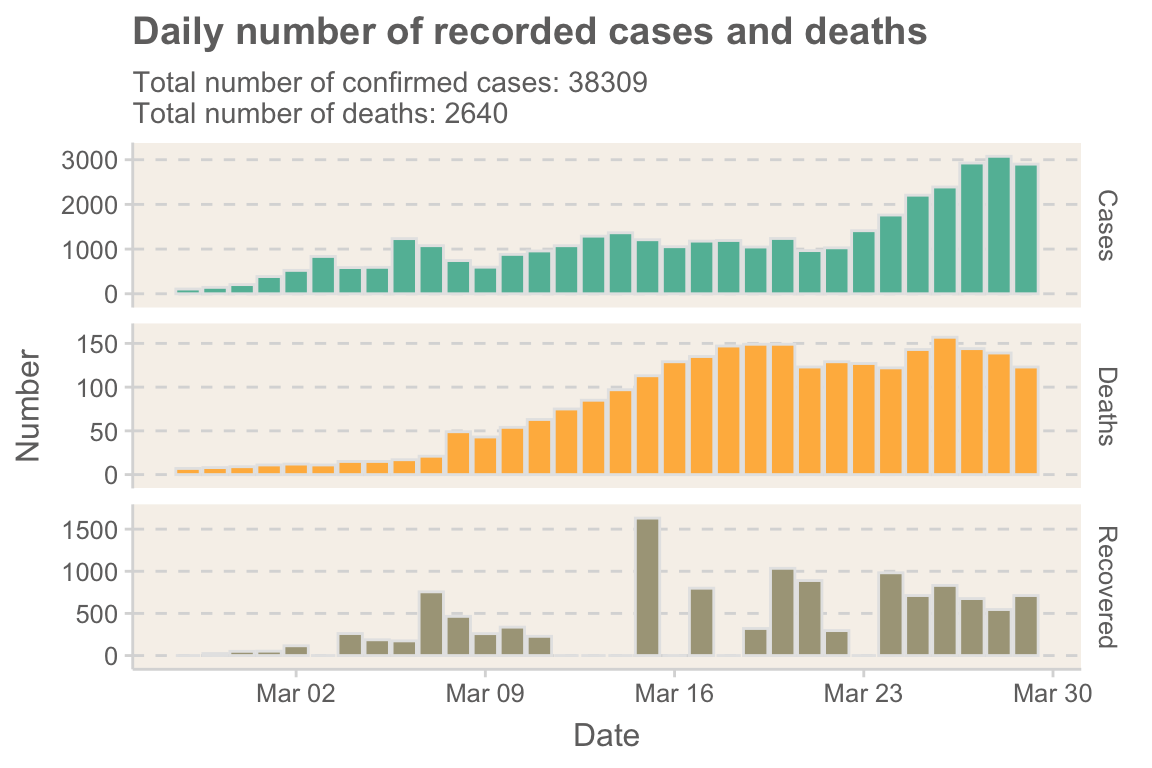 Daily number of recorded cases and deaths
Total number of confirmed cases: 38309
Total number of deaths: 2640
3000
2000
1000
0
Cases
150
100
50
0
Deaths
1500
1000
500
0
Recovered
Number
Mar 02 Mar 09 Mar 16 Mar 23 Mar 30
Date